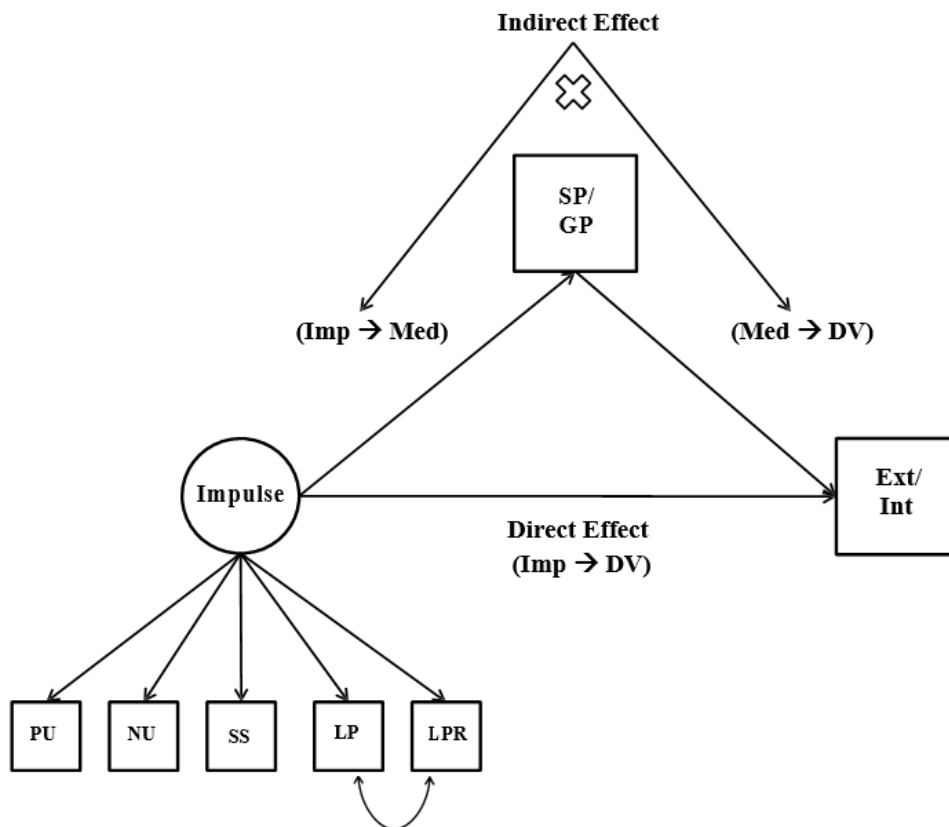 Indirect Effect
SP/
GP
(Imp → Med)
(Med → DV)
Impulse
Ext/
Int
Direct Effect
(Imp → DV)
PU
NU
SS
LP
LPR